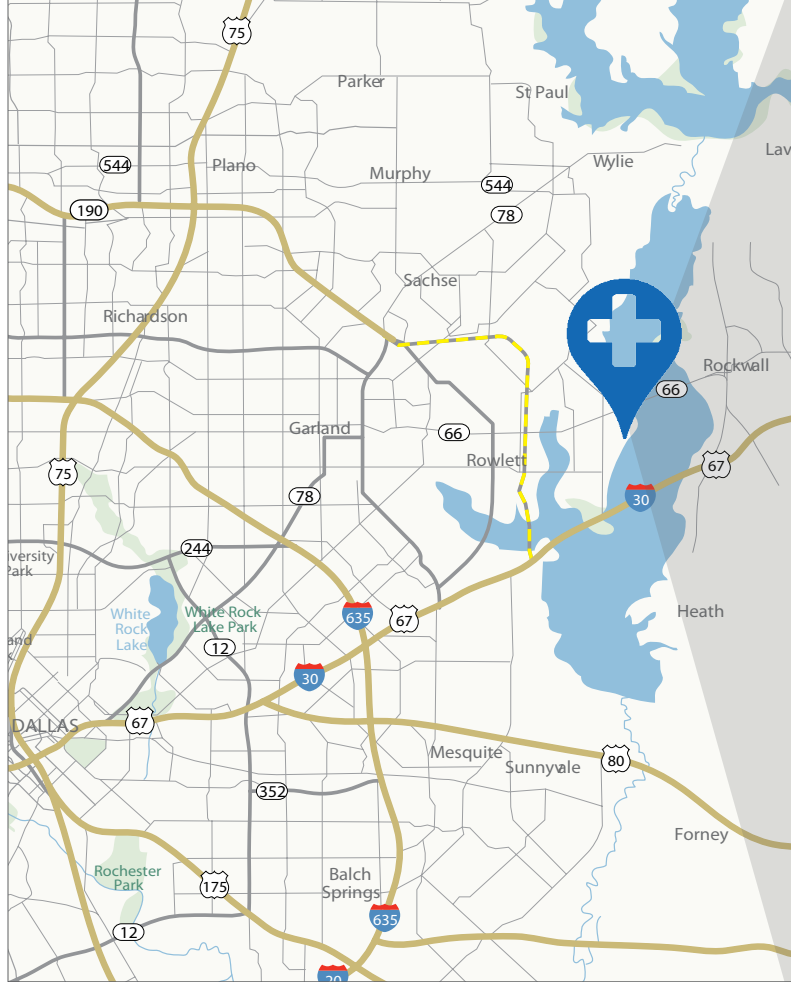 75
Parker
St Paul
544
Plano
Murphy
Wylie
Lav
544
78
190
Sachse
Richardson
Rockwall
66
Garland
66
Rowlett
67
75
78
30
244
iversity
Park
White
Rock
Lake
White Rock
Lake Park
635
67
Heath
and
12
30
DALLAS
67
Mesquite
Sunnyvale
80
352
Forney
Rochester
Park
175
Balch
Springs
635
12
20